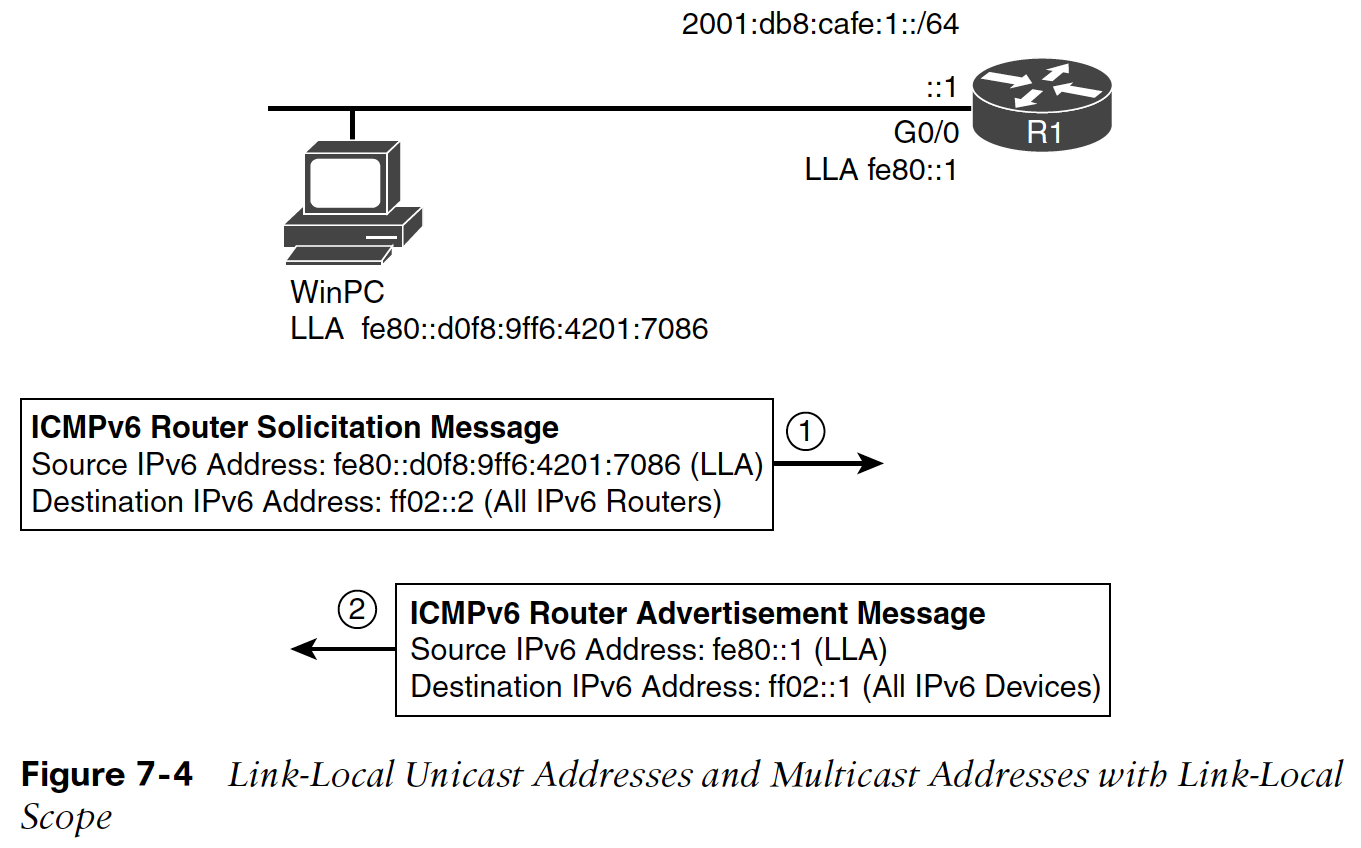 2001:db8:cafe:1::/64
::1
G0/0
R1
LLA fe80::1
WinPC
LLA fe80::d0f8:9ff6:4201:7086
ICMPv6 Router Solicitation Message
1
Source IPv6 Address: fe80::d0f8:9ff6:4201:7086 (LLA)
Destination IPv6 Address: ff02::2 (All IPv6 Routers)
2
ICMPv6 Router Advertisement Message
Source IPv6 Address: fe80::1 (LLA)
Destination IPv6 Address: ff02::1 (All IPv6 Devices)
Figure 7-4 Link-Local Unicast Addresses and Multicast Addresses with Link-Local
Scope